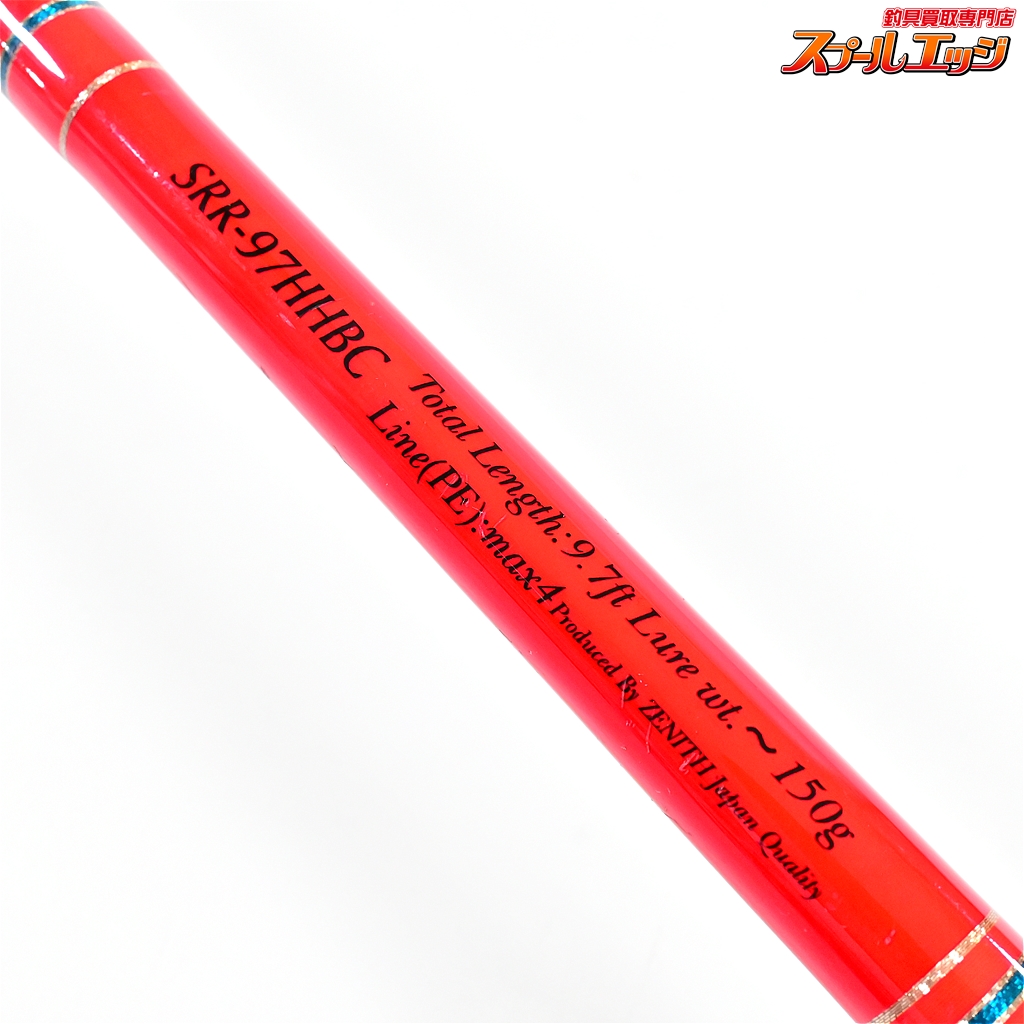 釣具買取専門店
スプールエッジ
SRR-97HHBC
Total Length:9.7ft Lure wt.~150g
Line(PE):max4
Produced By ZENITH Japan Quality